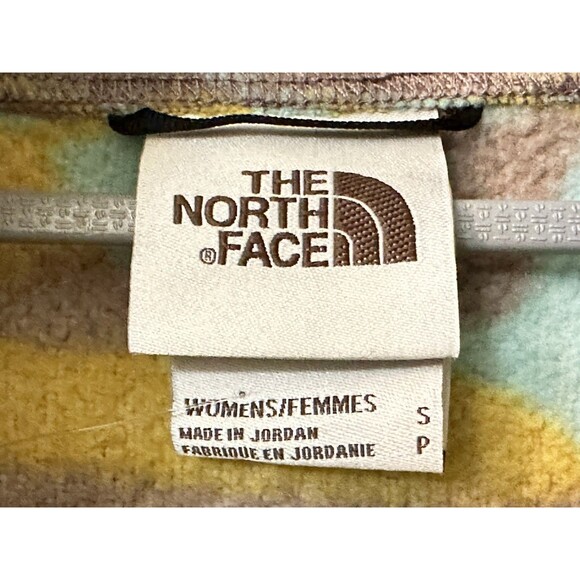 THE
NORTH
® FACE
WOMENS/FEMMES S
MADE IN JORDAN
FABRIQUE EN JORDANIE P